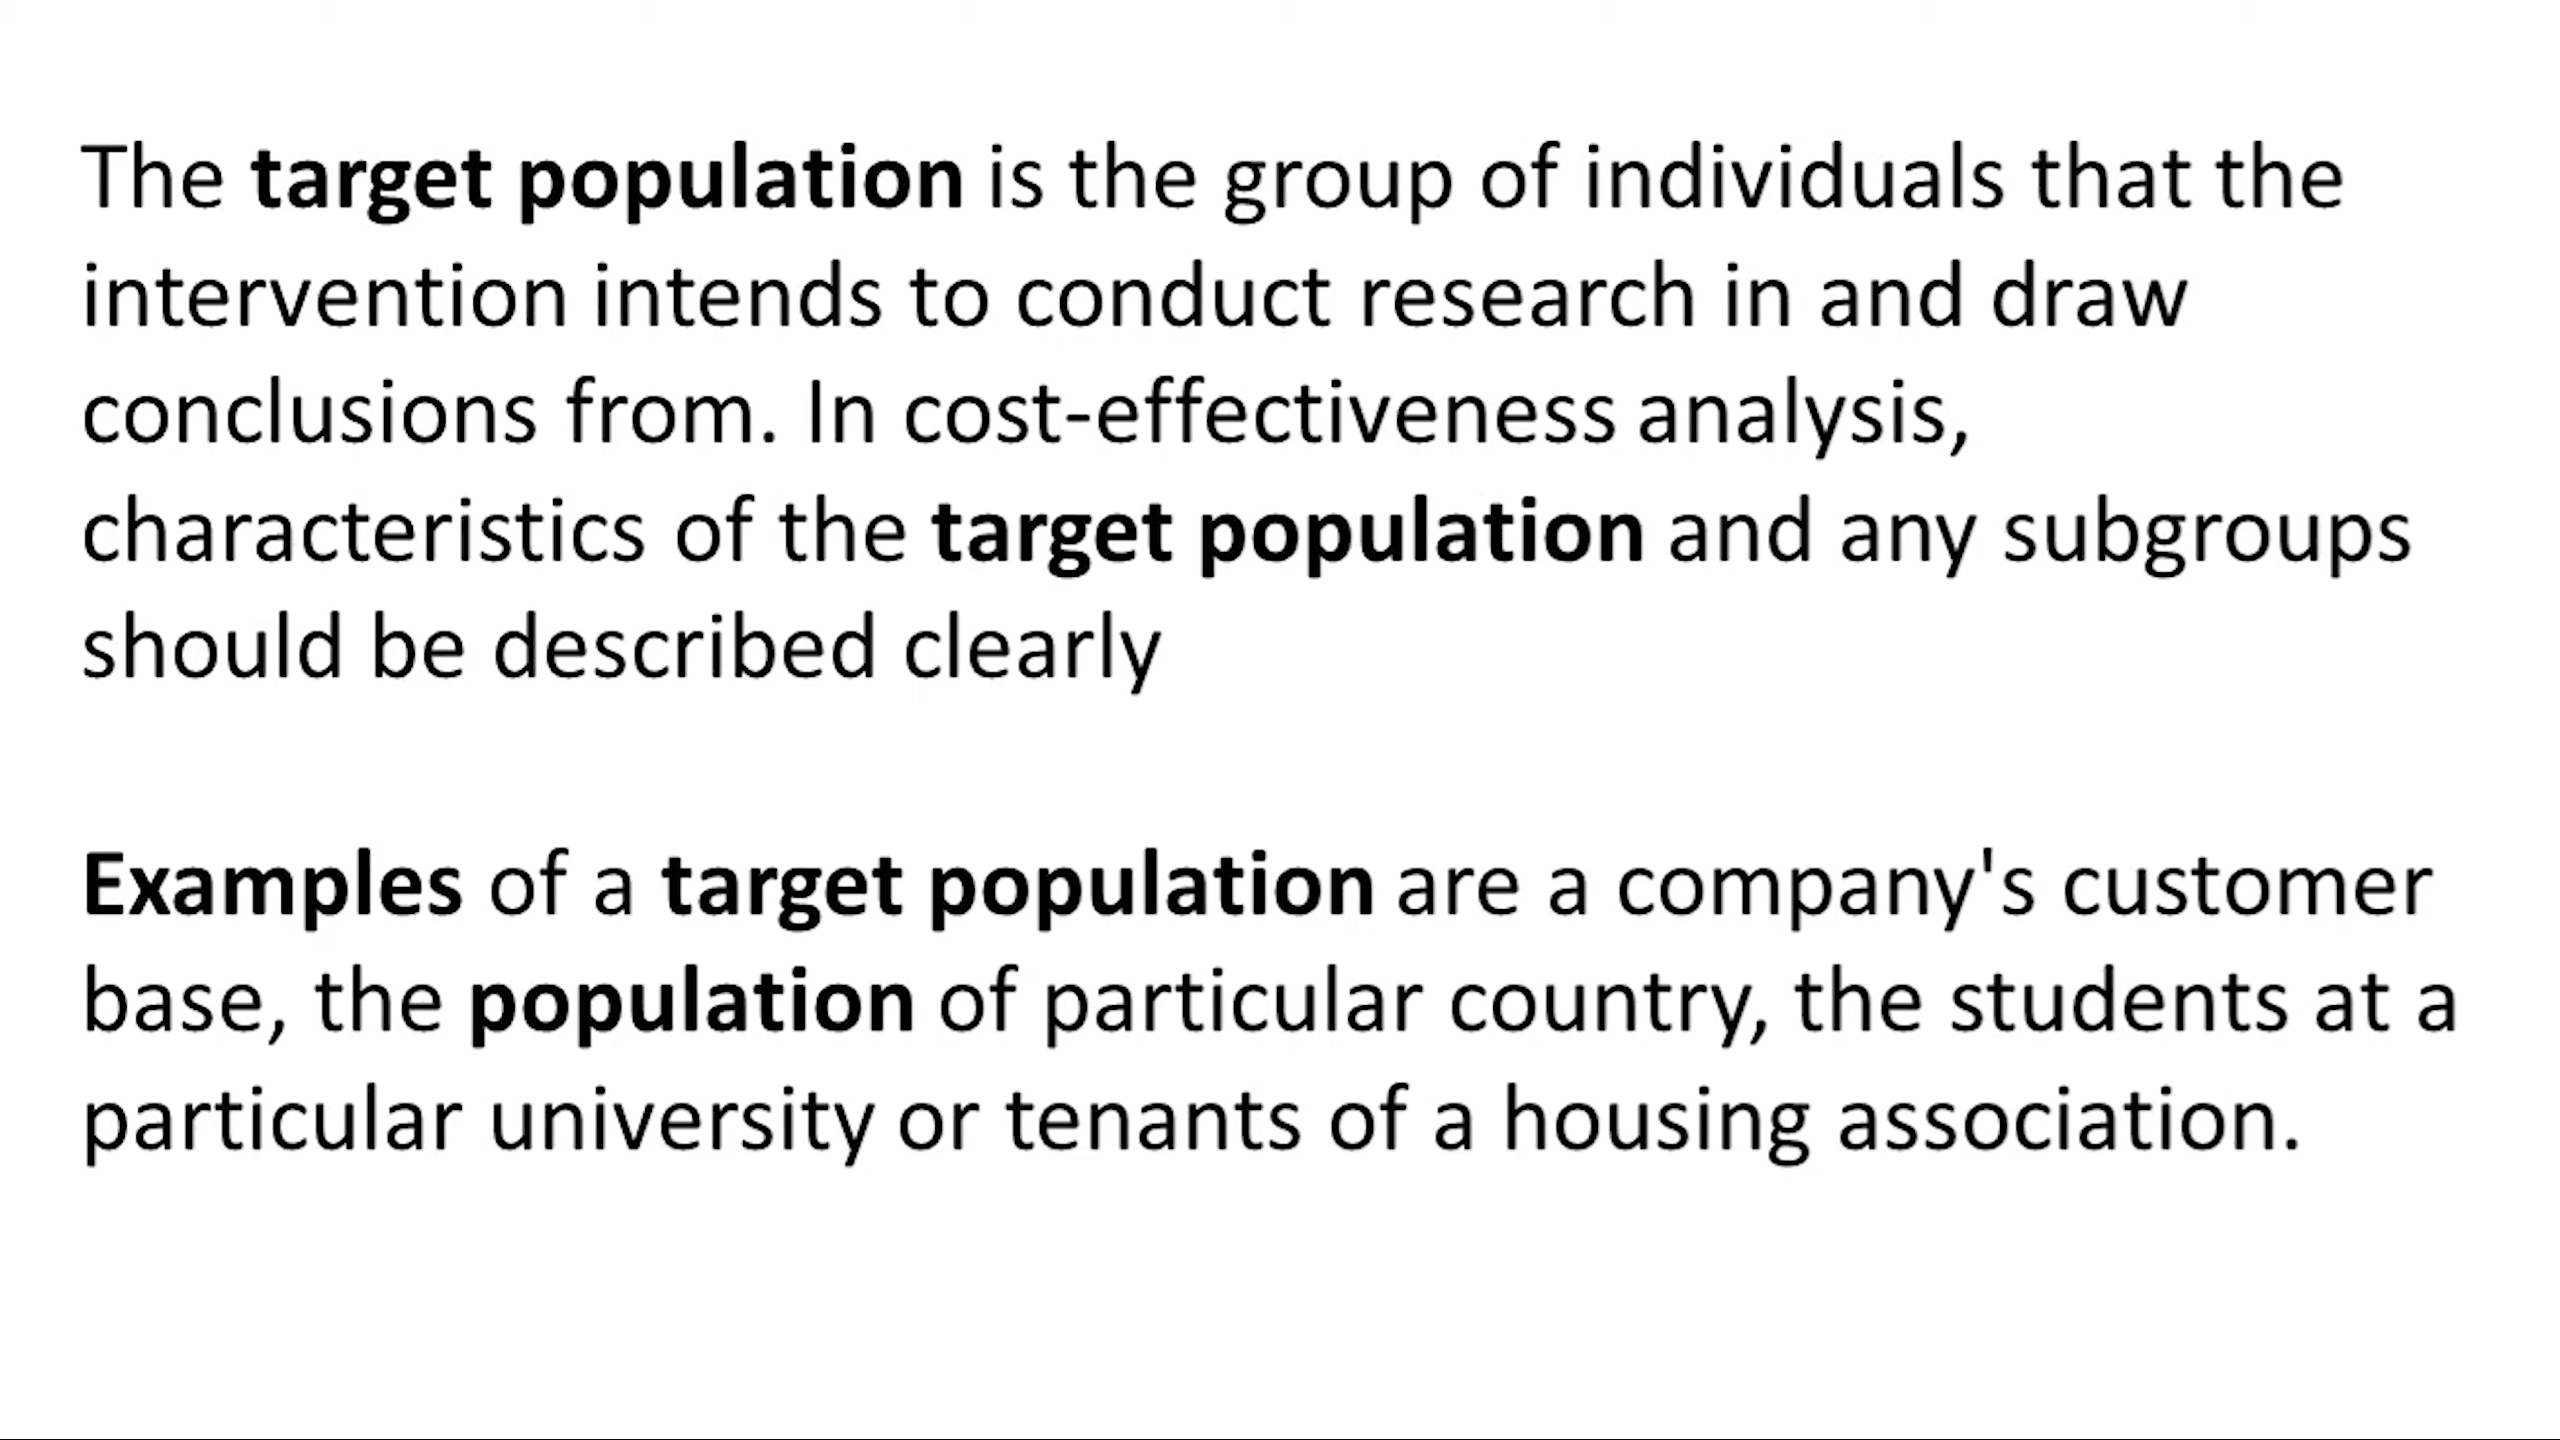 The target population is the group of individuals that the
intervention intends to conduct research in and draw
conclusions from. In cost-effectiveness analysis,
characteristics of the target population and any subgroups
should be described clearly
Examples of a target population are a company's customer
base, the population of particular country, the students at a
particular university or tenants of a housing association.